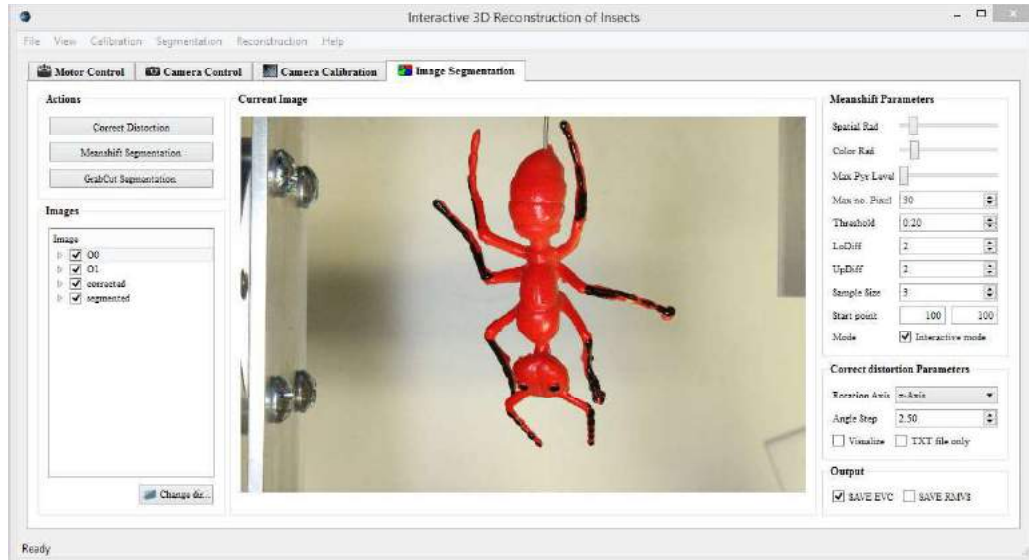 Interactive 3D Reconstruction of Insects
File View Calibration Segmentation Reconstruction Help
Motor Control Camera Control Camera Calibration Image Segmentation
Actions
Correct Distortion
Meanshift Segmentation
GrabCut Segmentation
Images
Image
O0
O1
corrected
segmented
Change dir...
Current Image
Meanshift Parameters
Spatial Rad
Color Rad
Max Pyr Level
Max no. Pixel 30
Threshold 0.20
LoDiff 2
UpDiff 2
Sample Size 3
Start point 100 100
Mode Interactive mode
Correct distortion Parameters
Rotation Axis z-Axis
Angle Step 2.50
Visualize TXT file only
Output
SAVE EVC SAVE RMVS
Ready